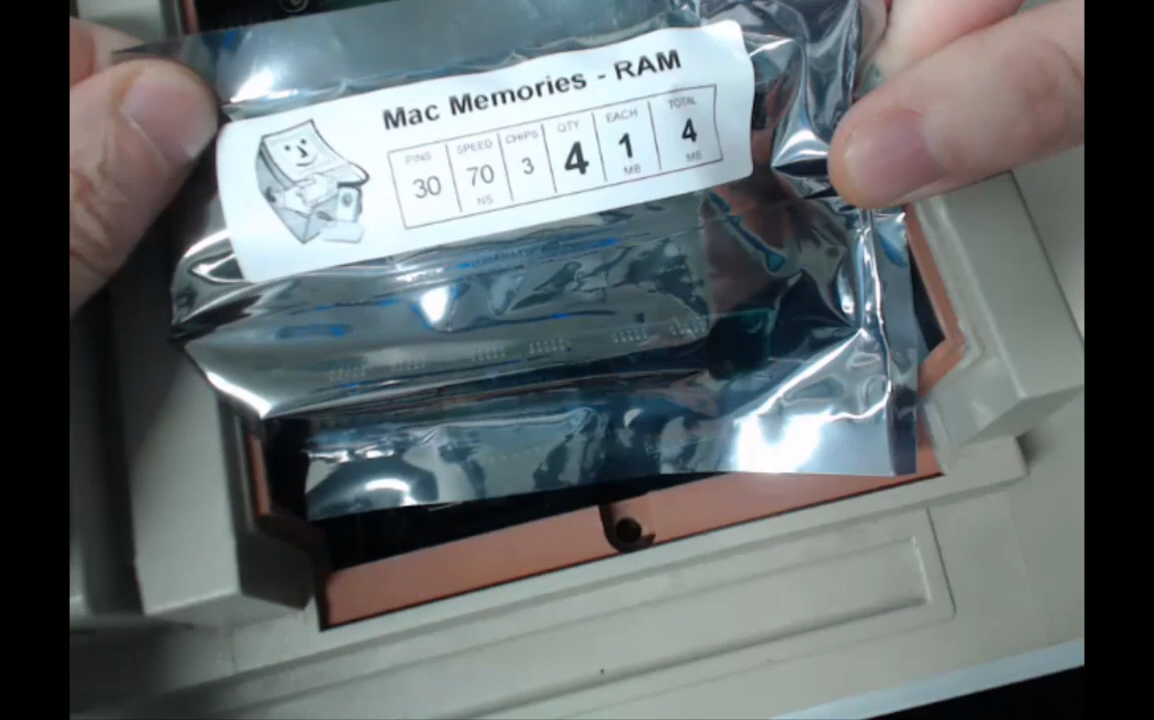 Mac Memories - RAM
PINS SPEED CHIPS QTY EACH TOTAL
30 70 3 4 1 4
NS MB MB